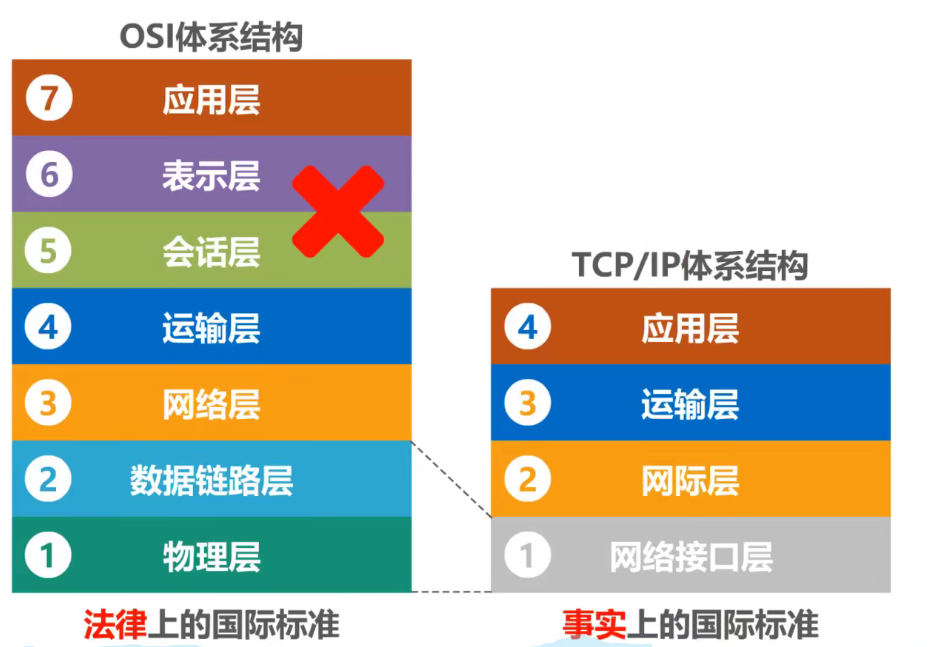 OSI体系结构
7 应用层
6 表示层
5 会话层
4 运输层
3 网络层
2 数据链路层
1 物理层
法律上的国际标准
TCP/IP体系结构
4 应用层
3 运输层
2 网际层
1 网络接口层
事实上的国际标准